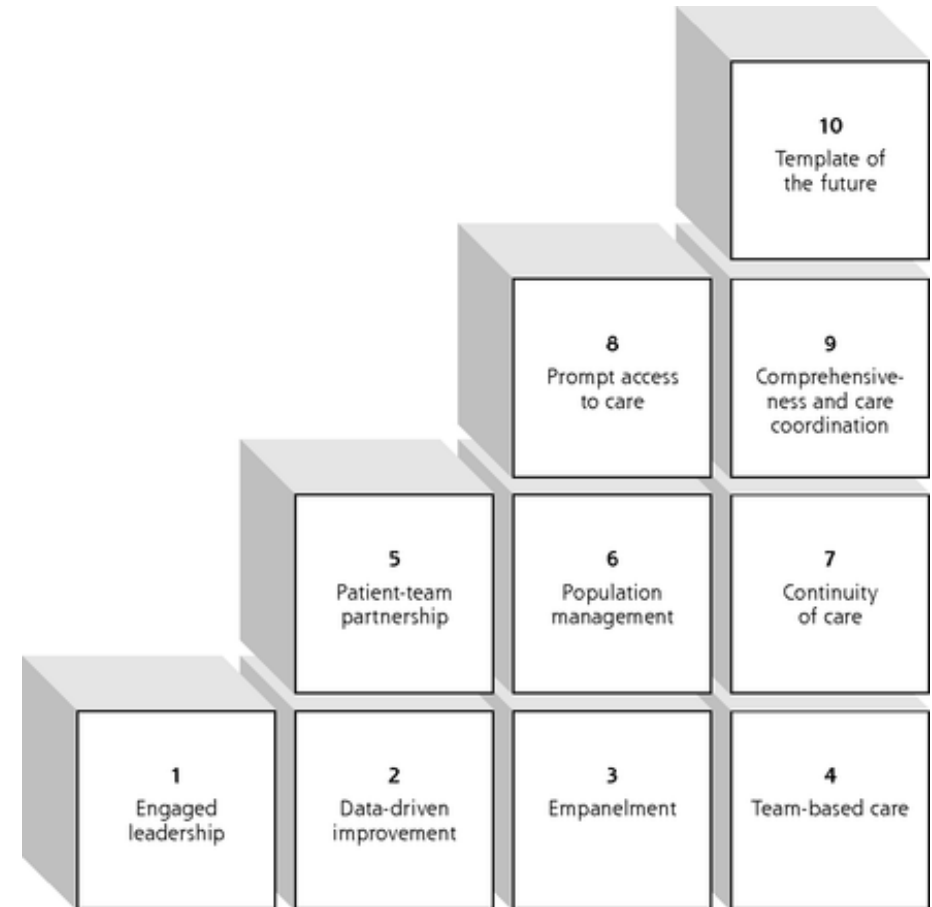 10
Template of
the future
8
Prompt access
to care
9
Comprehensive-
ness and care
coordination
5
Patient-team
partnership
6
Population
management
7
Continuity
of care
1
Engaged
leadership
2
Data-driven
improvement
3
Empanelment
4
Team-based care